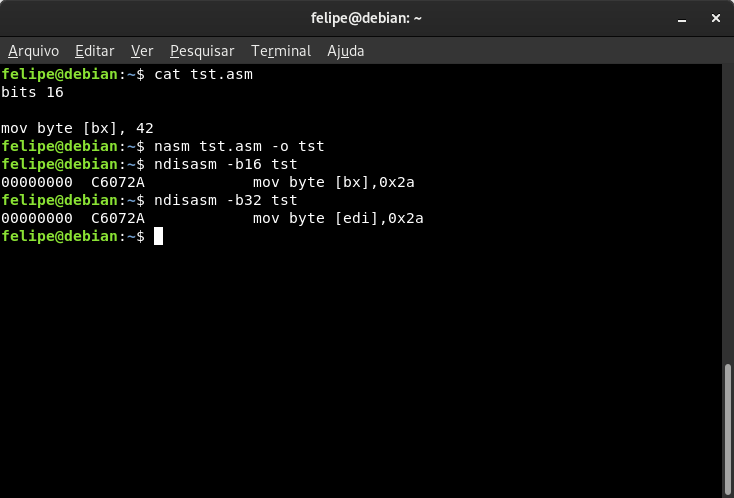 felipe@debian: ~
Arquivo Editar Ver Pesquisar Terminal Ajuda
felipe@debian:~$ cat tst.asm
bits 16
mov byte [bx], 42
felipe@debian:~$ nasm tst.asm -o tst
felipe@debian:~$ ndisasm -b16 tst
00000000  C6072A            mov byte [bx],0x2a
felipe@debian:~$ ndisasm -b32 tst
00000000  C6072A            mov byte [edi],0x2a
felipe@debian:~$